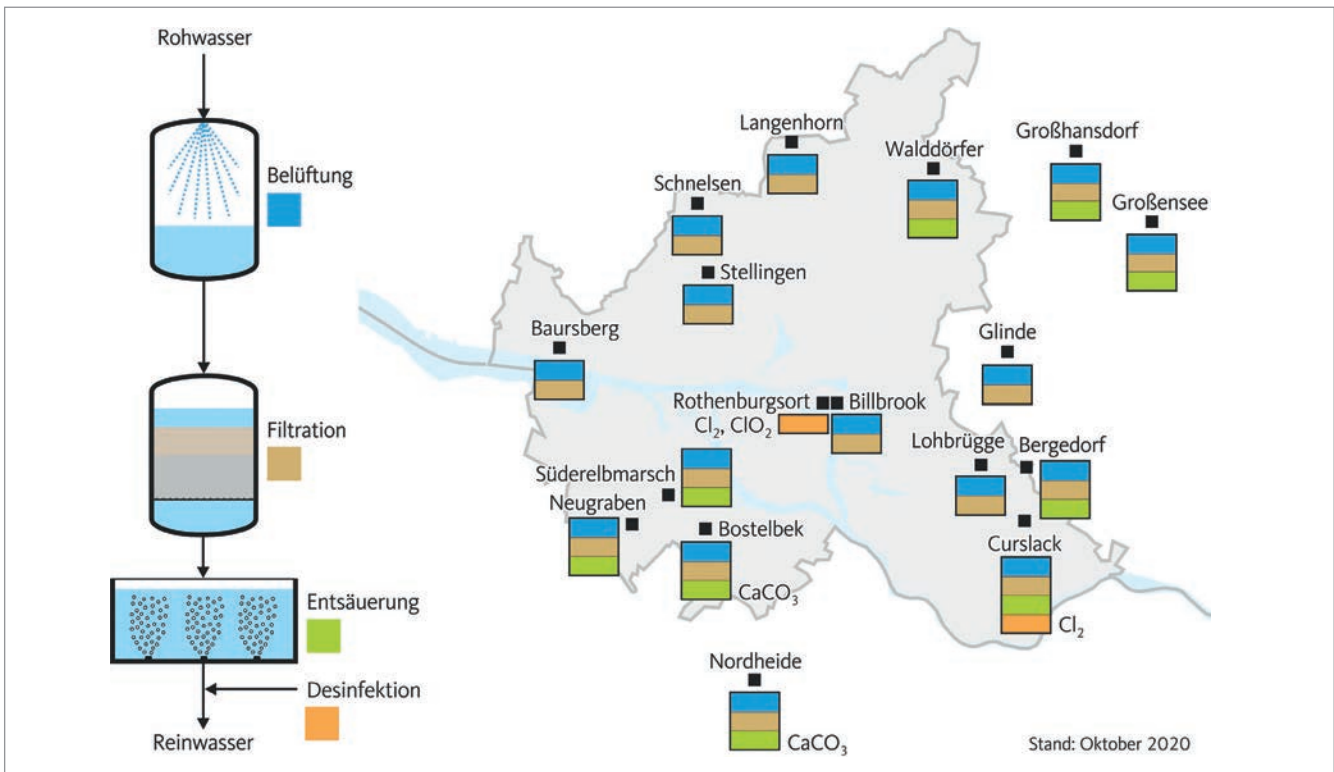 Rohwasser
Belüftung
Filtration
Entsäuerung
Desinfektion
Reinwasser
Langenhorn
Walddörfer
Großhansdorf
Schnelsen
Großensee
Stellingen
Baursberg
Glinde
Rothenburgsort
Billbrook
Cl₂, ClO₂
Lohbrügge
Bergedorf
Süderelbmarsch
Neugraben
Bostelbek
CaCO₃
Curslack
Cl₂
Nordheide
CaCO₃
Stand: Oktober 2020